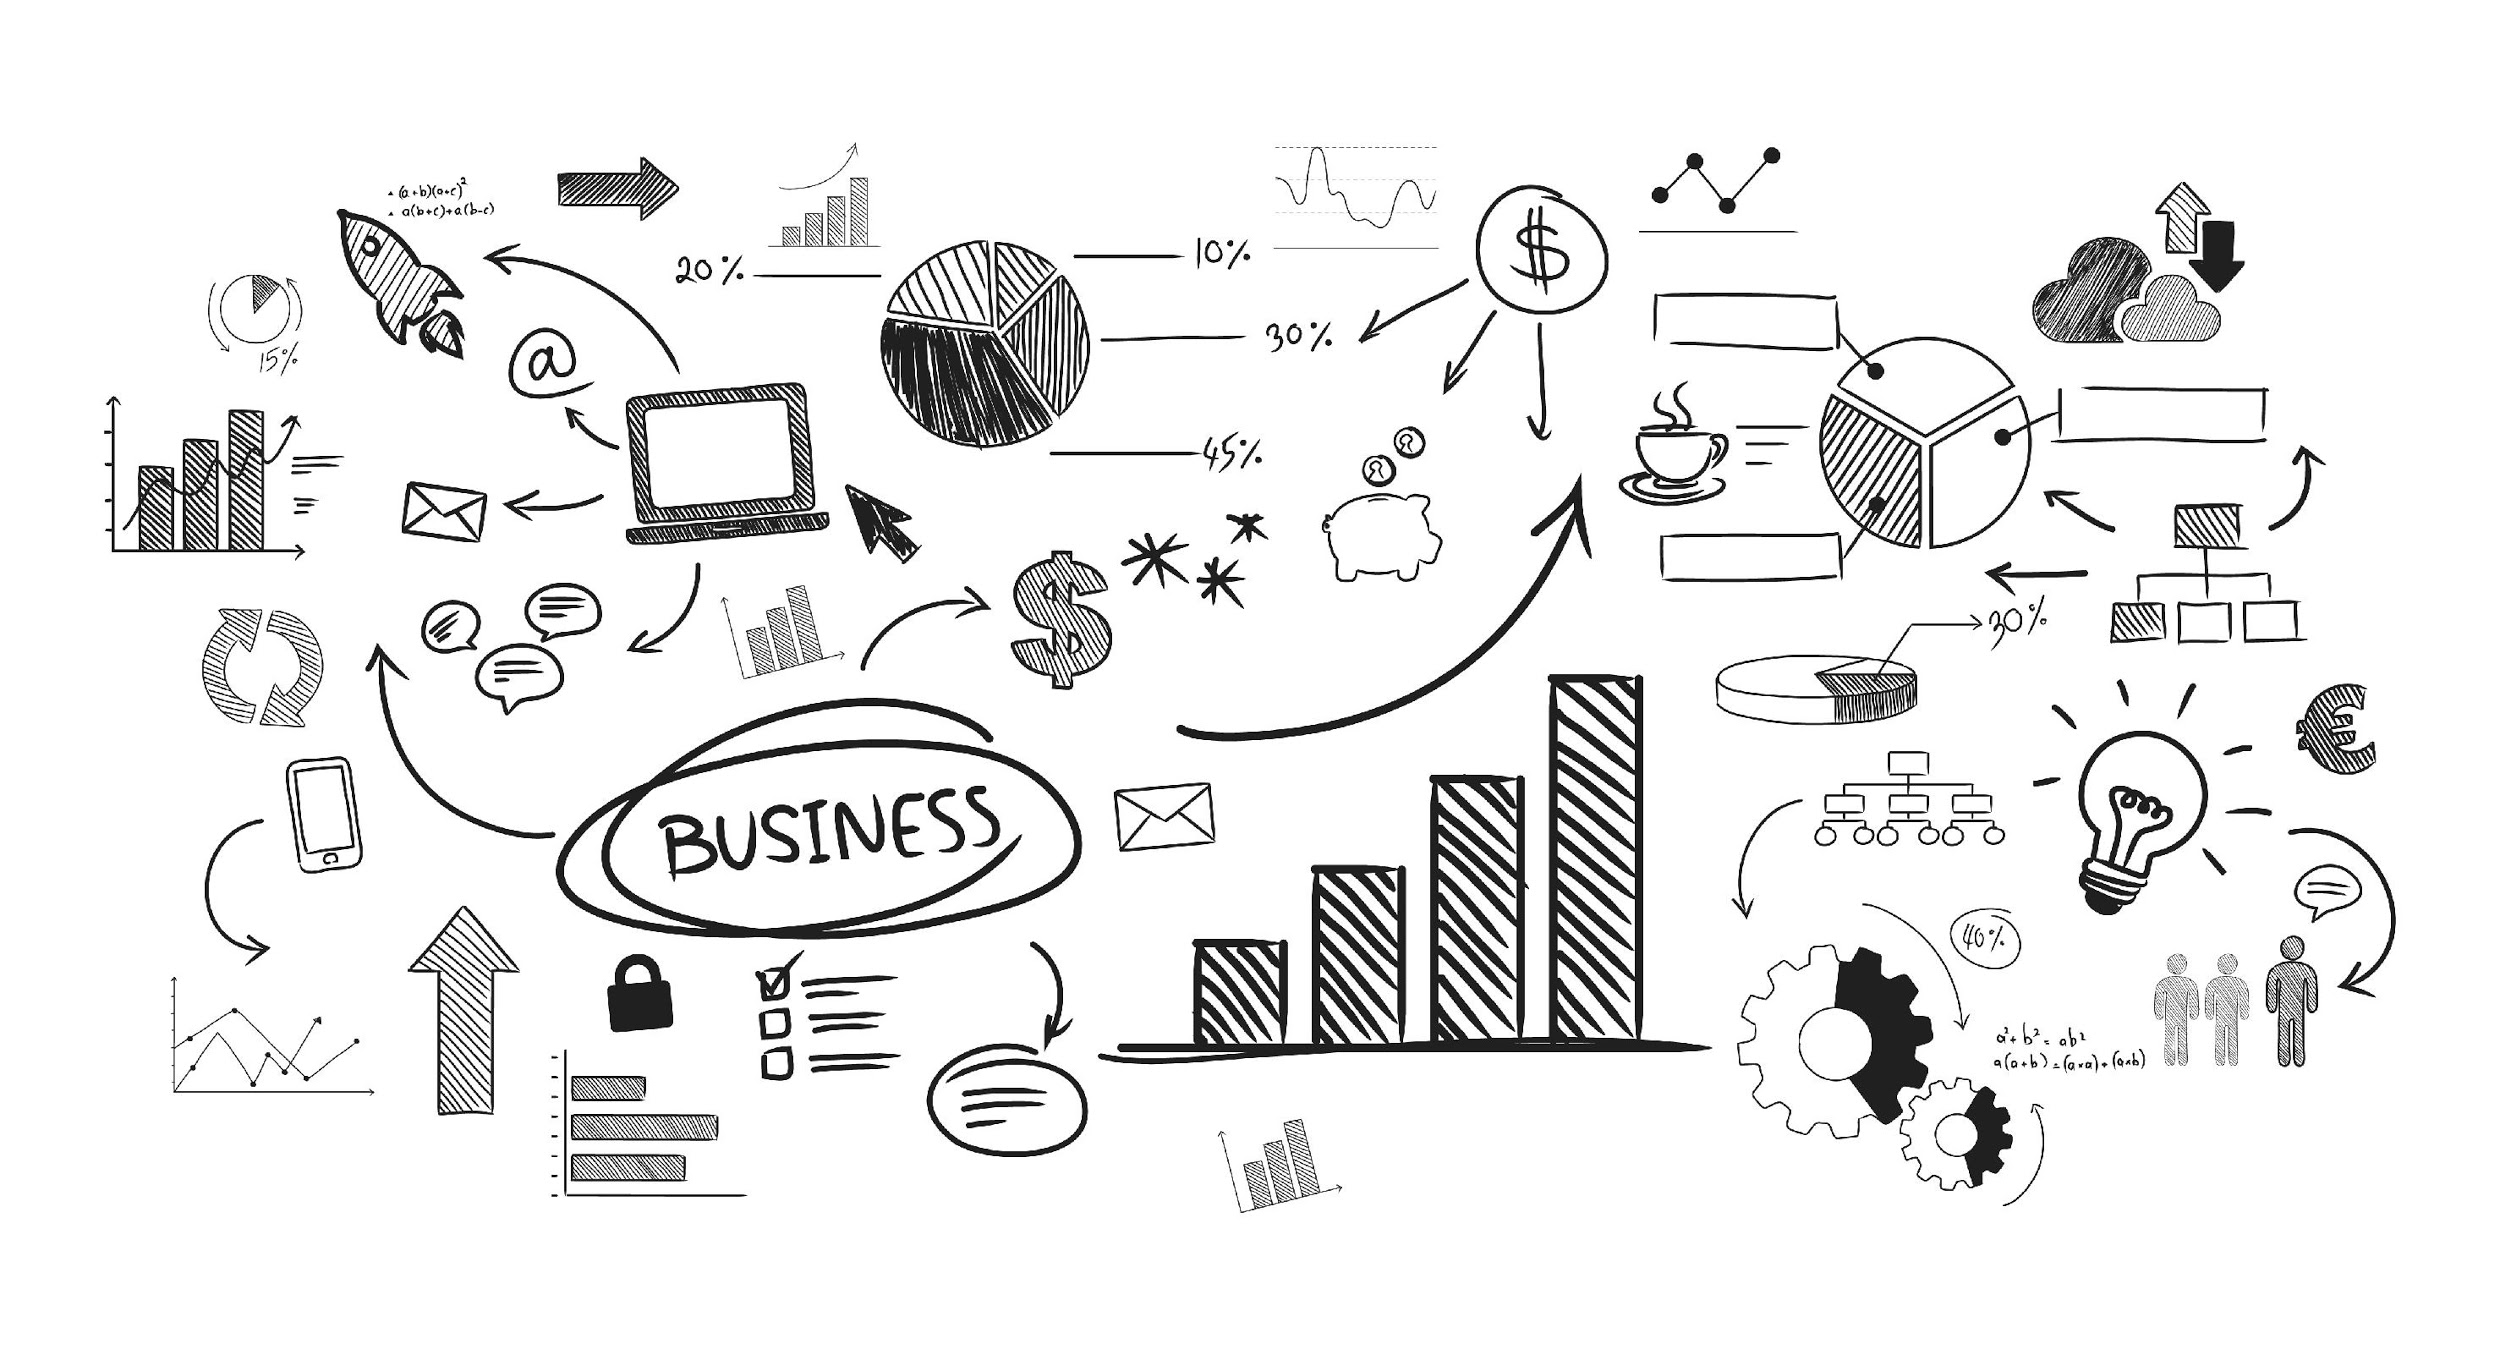 (a+b)(a+c)²
a(b+c)+a(b-c)
20%
10%
30%
45%
15%
@
$
$
30%
BUSINESS
€
40%
a²+b²=ab²
a(a+b)=(a×a)+(a×b)